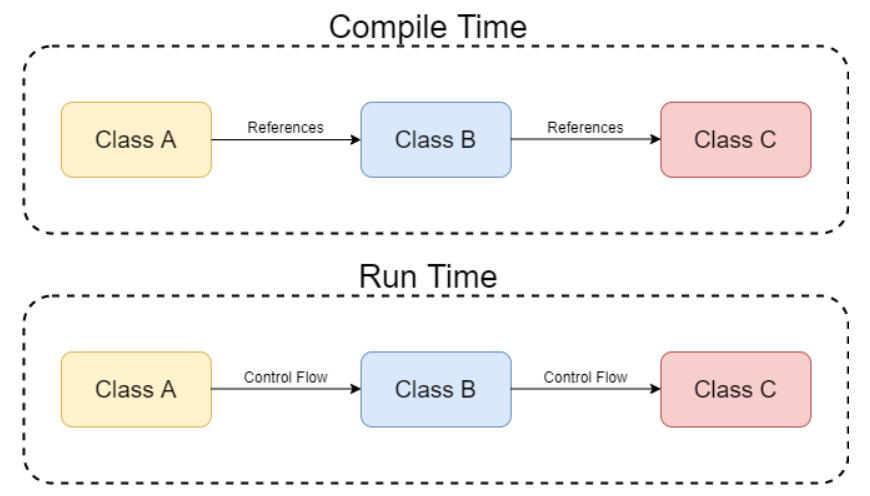 Compile Time
Class A
References
Class B
References
Class C
Run Time
Class A
Control Flow
Class B
Control Flow
Class C